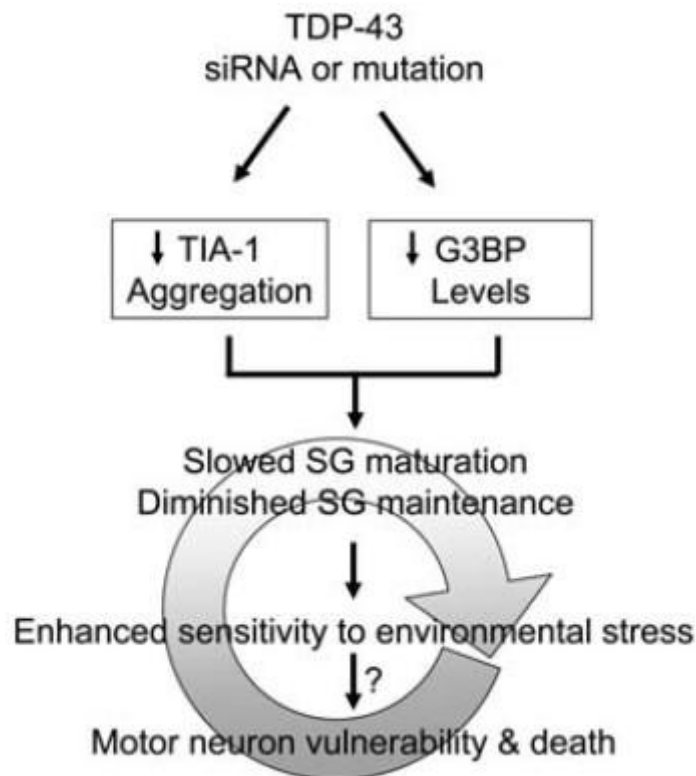 TDP-43
siRNA or mutation
↓ TIA-1
Aggregation
↓ G3BP
Levels
Slowed SG maturation
Diminished SG maintenance
Enhanced sensitivity to environmental stress
?
Motor neuron vulnerability & death